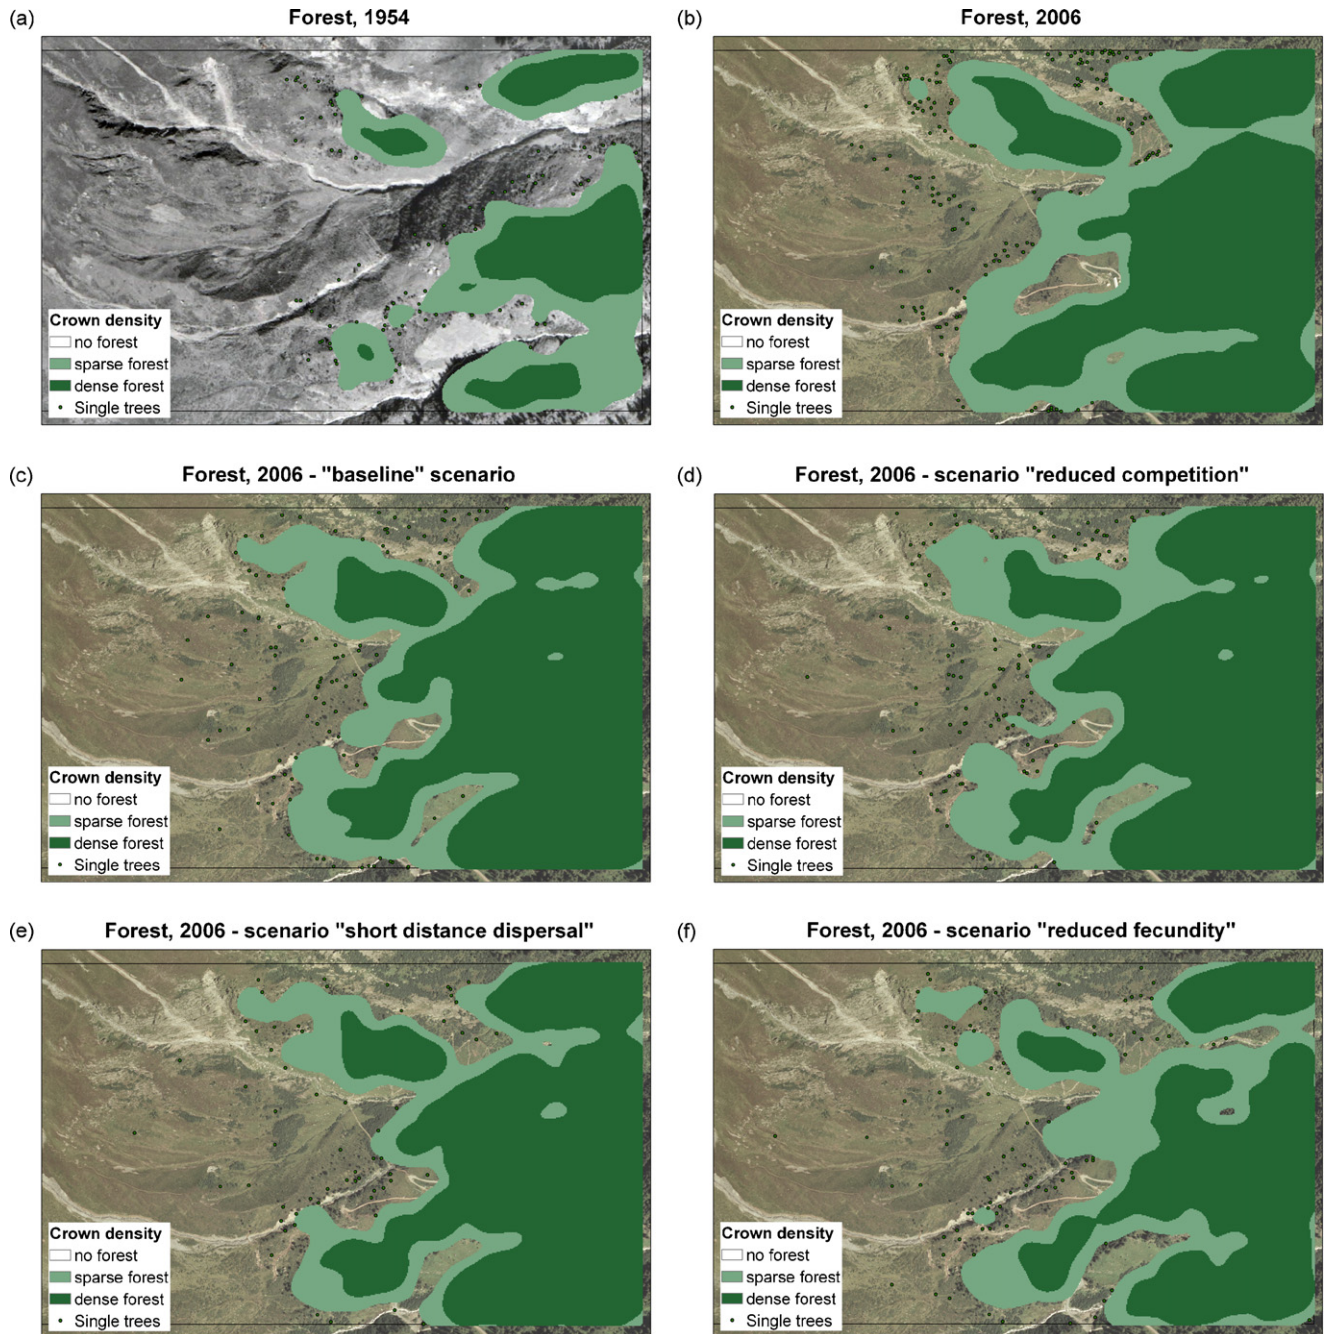 (a)
Forest, 1954
Crown density
no forest
sparse forest
dense forest
Single trees
(b)
Forest, 2006
Crown density
no forest
sparse forest
dense forest
Single trees
(c)
Forest, 2006 - "baseline" scenario
Crown density
no forest
sparse forest
dense forest
Single trees
(d)
Forest, 2006 - scenario "reduced competition"
Crown density
no forest
sparse forest
dense forest
Single trees
(e)
Forest, 2006 - scenario "short distance dispersal"
Crown density
no forest
sparse forest
dense forest
Single trees
(f)
Forest, 2006 - scenario "reduced fecundity"
Crown density
no forest
sparse forest
dense forest
Single trees